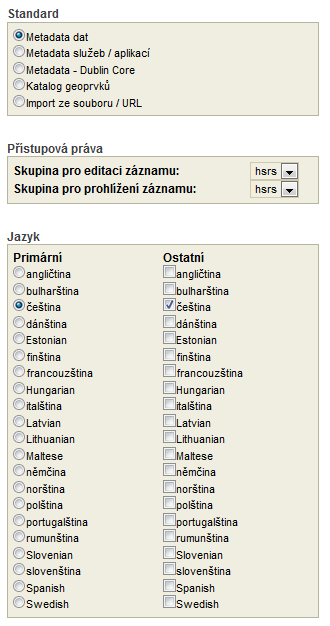 Standard
Metadata dat
Metadata služeb / aplikací
Metadata - Dublin Core
Katalog geoprvků
Import ze souboru / URL
Přístupová práva
Skupina pro editaci záznamu: hsrs
Skupina pro prohlížení záznamu: hsrs
Jazyk
Primární Ostatní
angličtina angličtina
bulharština bulharština
čeština čeština
dánština dánština
Estonian Estonian
finština finština
francouzština francouzština
Hungarian Hungarian
italština italština
Latvian Latvian
Lithuanian Lithuanian
Maltese Maltese
němčina němčina
norština norština
polština polština
portugalština portugalština
rumunština rumunština
Slovenian Slovenian
slovenština slovenština
Spanish Spanish
Swedish Swedish